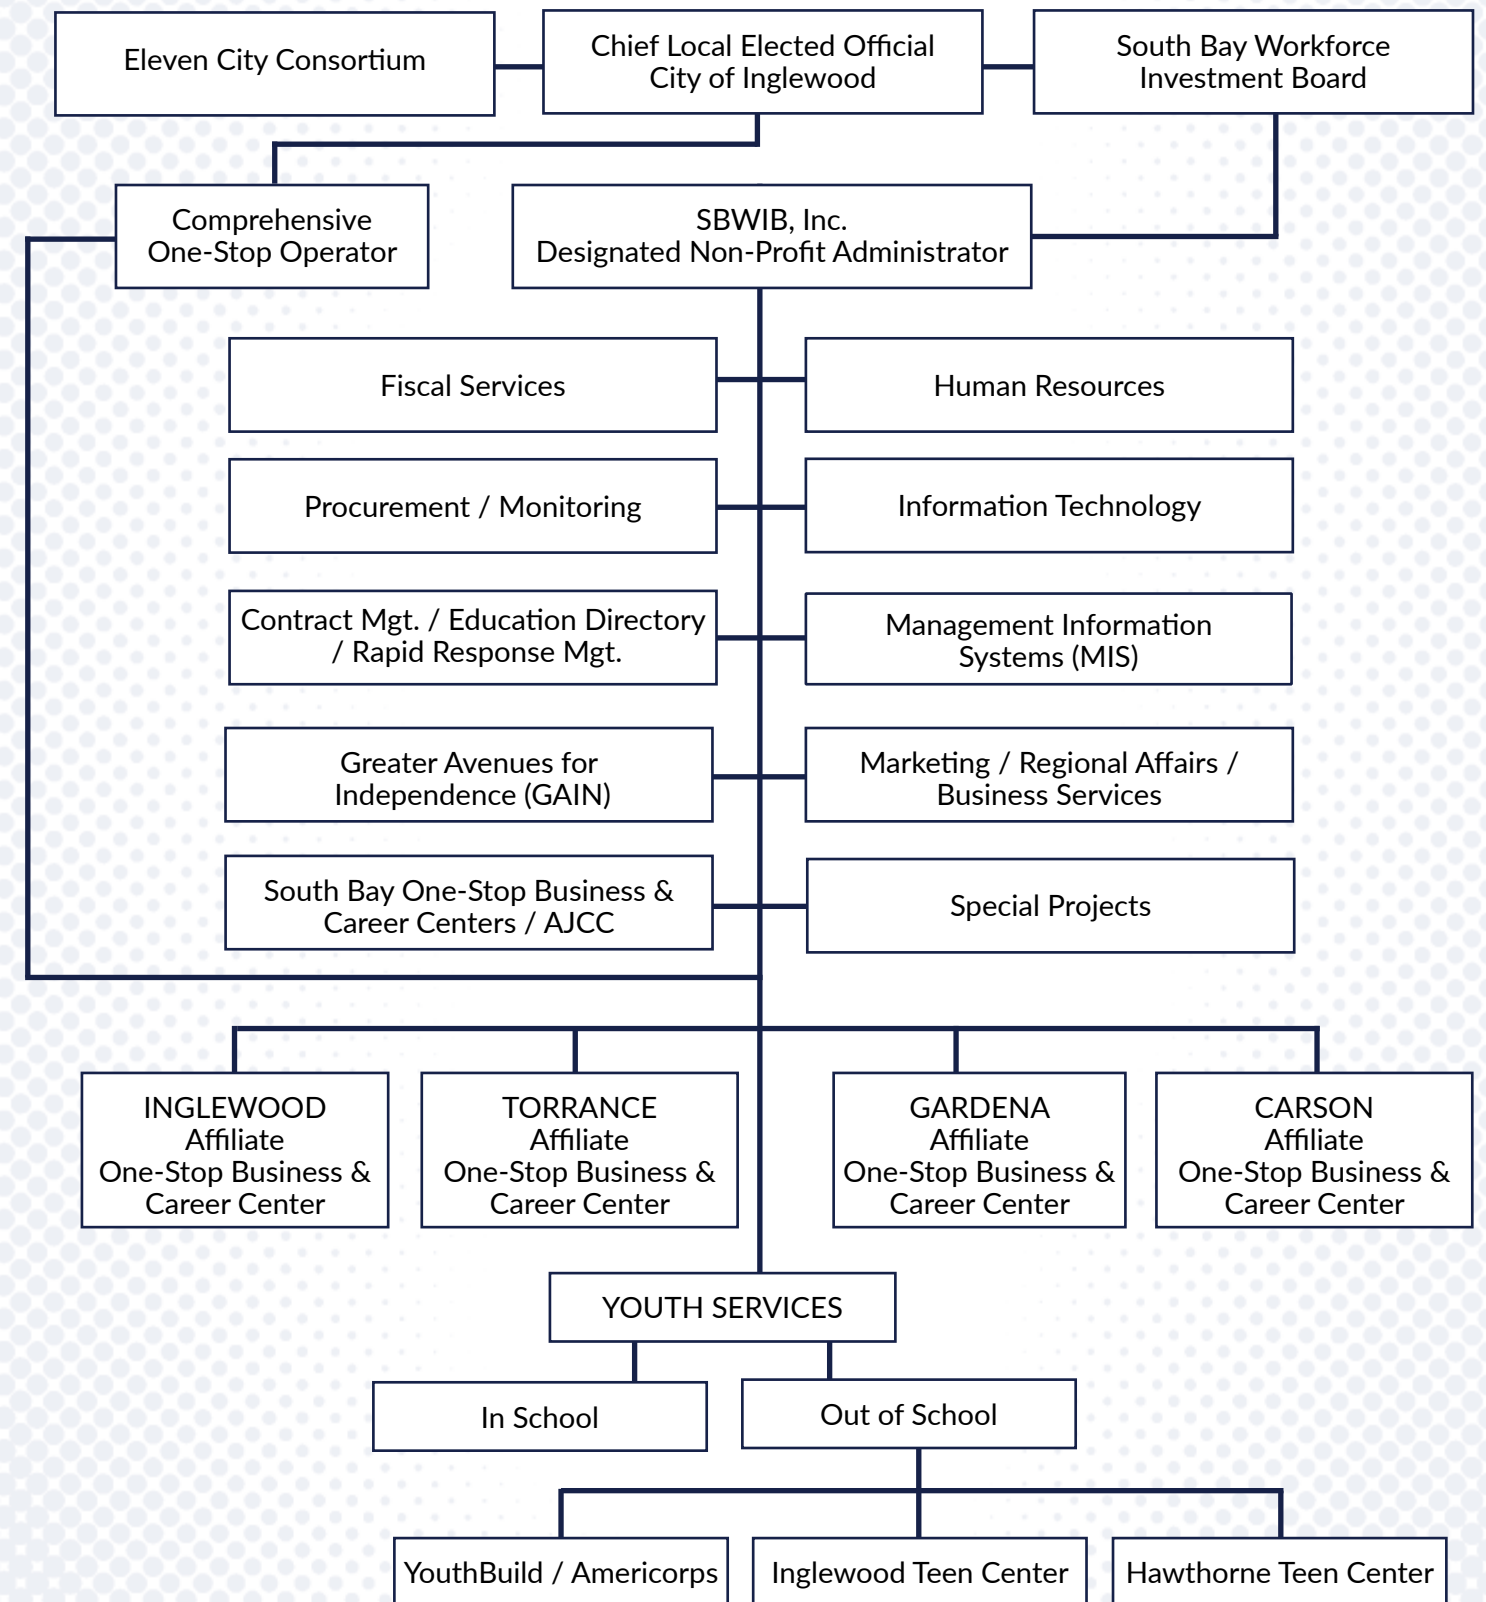 Eleven City Consortium
Chief Local Elected Official
City of Inglewood
South Bay Workforce
Investment Board
Comprehensive
One-Stop Operator
SBWIB, Inc.
Designated Non-Profit Administrator
Fiscal Services
Human Resources
Procurement / Monitoring
Information Technology
Contract Mgt. / Education Directory
/ Rapid Response Mgt.
Management Information
Systems (MIS)
Greater Avenues for
Independence (GAIN)
Marketing / Regional Affairs /
Business Services
South Bay One-Stop Business &
Career Centers / AJCC
Special Projects
INGLEWOOD
Affiliate
One-Stop Business &
Career Center
TORRANCE
Affiliate
One-Stop Business &
Career Center
GARDENA
Affiliate
One-Stop Business &
Career Center
CARSON
Affiliate
One-Stop Business &
Career Center
YOUTH SERVICES
In School
Out of School
YouthBuild / Americorps
Inglewood Teen Center
Hawthorne Teen Center